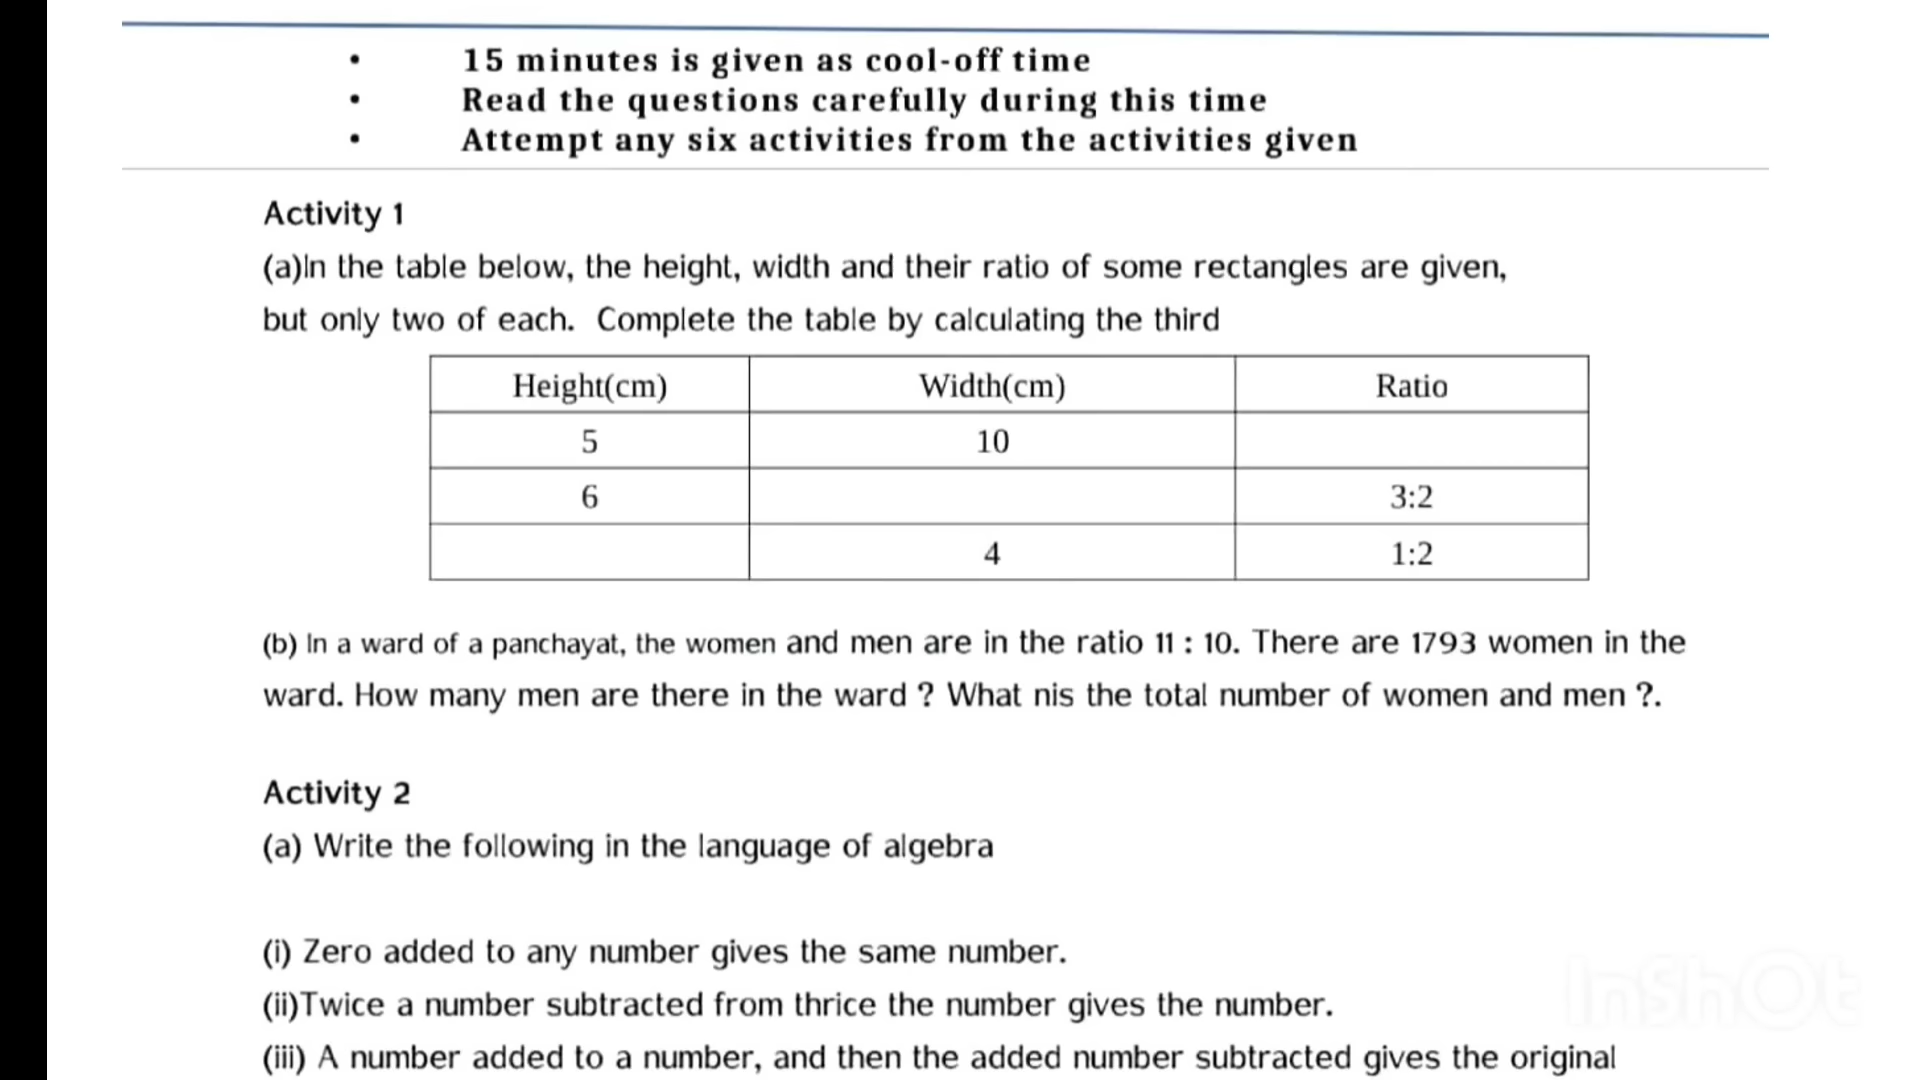 • 15 minutes is given as cool-off time
• Read the questions carefully during this time
• Attempt any six activities from the activities given
Activity 1
(a)In the table below, the height, width and their ratio of some rectangles are given,
but only two of each. Complete the table by calculating the third
Height(cm) Width(cm) Ratio
5 10
6 3:2
4 1:2
(b) In a ward of a panchayat, the women and men are in the ratio 11 : 10. There are 1793 women in the
ward. How many men are there in the ward ? What nis the total number of women and men ?.
Activity 2
(a) Write the following in the language of algebra
(i) Zero added to any number gives the same number.
(ii)Twice a number subtracted from thrice the number gives the number.
(iii) A number added to a number, and then the added number subtracted gives the original
InShOt